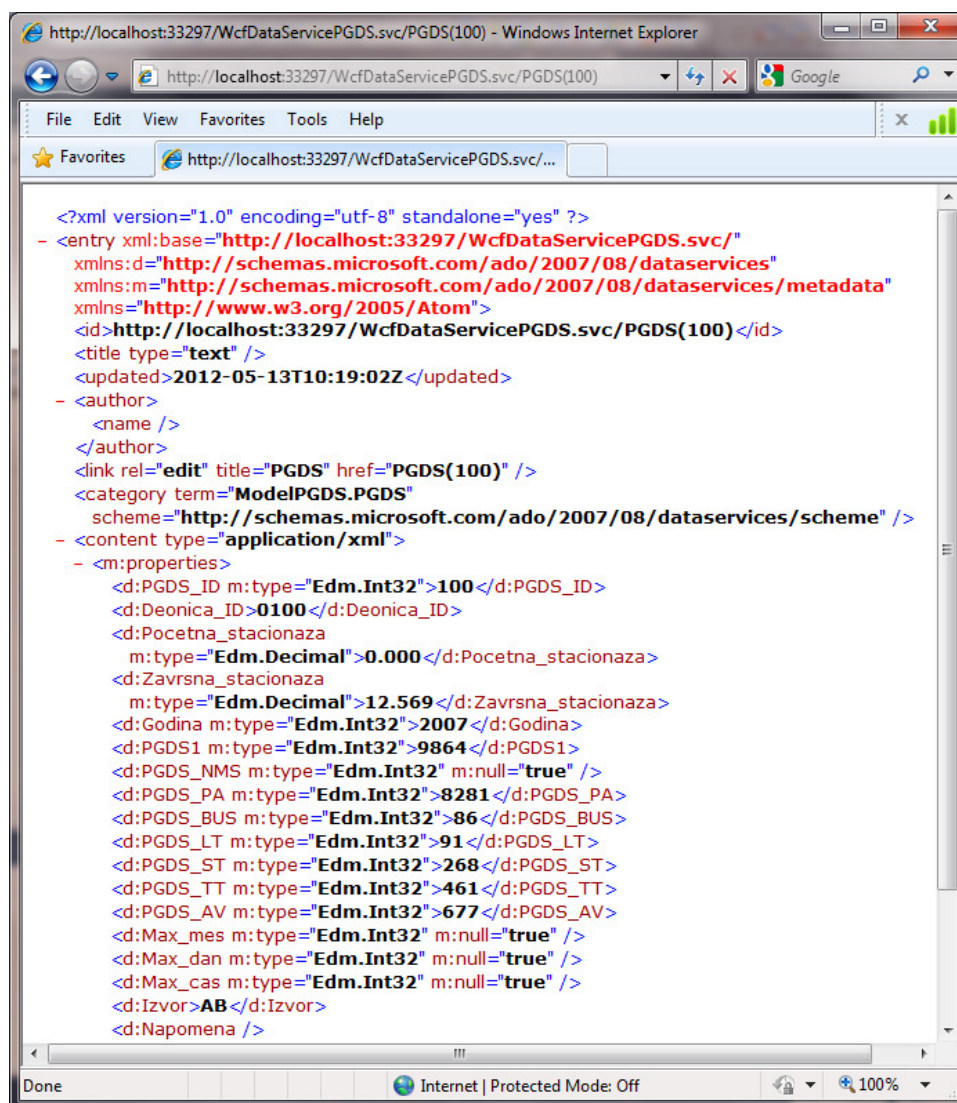 http://localhost:33297/WcfDataServicePGDS.svc/PGDS(100) - Windows Internet Explorer
http://localhost:33297/WcfDataServicePGDS.svc/PGDS(100)
Google
File Edit View Favorites Tools Help
x
Favorites
http://localhost:33297/WcfDataServicePGDS.svc/...
<?xml version="1.0" encoding="utf-8" standalone="yes" ?>
- <entry xml:base="http://localhost:33297/WcfDataServicePGDS.svc/"
xmlns:d="http://schemas.microsoft.com/ado/2007/08/dataservices"
xmlns:m="http://schemas.microsoft.com/ado/2007/08/dataservices/metadata"
xmlns="http://www.w3.org/2005/Atom">
<id>http://localhost:33297/WcfDataServicePGDS.svc/PGDS(100)</id>
<title type="text" />
<updated>2012-05-13T10:19:02Z</updated>
- <author>
<name />
</author>
<link rel="edit" title="PGDS" href="PGDS(100)" />
<category term="ModelPGDS.PGDS"
scheme="http://schemas.microsoft.com/ado/2007/08/dataservices/scheme" />
- <content type="application/xml">
- <m:properties>
<d:PGDS_ID m:type="Edm.Int32">100</d:PGDS_ID>
<d:Deonica_ID>0100</d:Deonica_ID>
<d:Pocetna_stacionaza
m:type="Edm.Decimal">0.000</d:Pocetna_stacionaza>
<d:Zavrsna_stacionaza
m:type="Edm.Decimal">12.569</d:Zavrsna_stacionaza>
<d:Godina m:type="Edm.Int32">2007</d:Godina>
<d:PGDS1 m:type="Edm.Int32">9864</d:PGDS1>
<d:PGDS_NMS m:type="Edm.Int32" m:null="true" />
<d:PGDS_PA m:type="Edm.Int32">8281</d:PGDS_PA>
<d:PGDS_BUS m:type="Edm.Int32">86</d:PGDS_BUS>
<d:PGDS_LT m:type="Edm.Int32">91</d:PGDS_LT>
<d:PGDS_ST m:type="Edm.Int32">268</d:PGDS_ST>
<d:PGDS_TT m:type="Edm.Int32">461</d:PGDS_TT>
<d:PGDS_AV m:type="Edm.Int32">677</d:PGDS_AV>
<d:Max_mes m:type="Edm.Int32" m:null="true" />
<d:Max_dan m:type="Edm.Int32" m:null="true" />
<d:Max_cas m:type="Edm.Int32" m:null="true" />
<d:Izvor>AB</d:Izvor>
<d:Napomena />
Done
Internet | Protected Mode: Off
100%